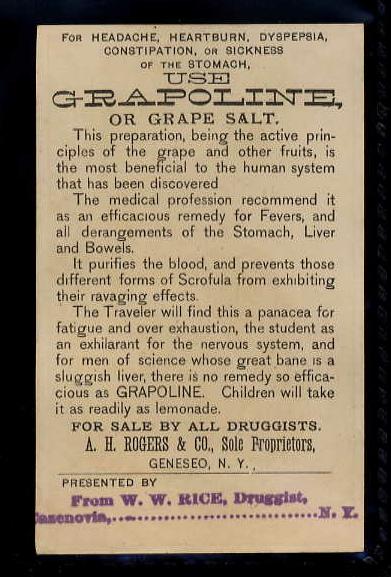 FOR HEADACHE, HEARTBURN, DYSPEPSIA,
CONSTIPATION, OR SICKNESS
OF THE STOMACH,
USE
GRAPOLINE,
OR GRAPE SALT.
This preparation, being the active prin-
ciples of the grape and other fruits, is
the most beneficial to the human system
that has been discovered
The medical profession recommend it
as an efficacious remedy for Fevers, and
all derangements of the Stomach, Liver
and Bowels.
It purifies the blood, and prevents those
different forms of Scrofula from exhibiting
their ravaging effects.
The Traveler will find this a panacea for
fatigue and over exhaustion, the student as
an exhilarant for the nervous system, and
for men of science whose great bane is a
sluggish liver, there is no remedy so effica-
cious as GRAPOLINE. Children will take
it as readily as lemonade.
FOR SALE BY ALL DRUGGISTS.
A. H. ROGERS & CO., Sole Proprietors,
GENESEO, N. Y.,
PRESENTED BY
From W. W. RICE, Druggist,
Cazenovia,....................................N. Y.